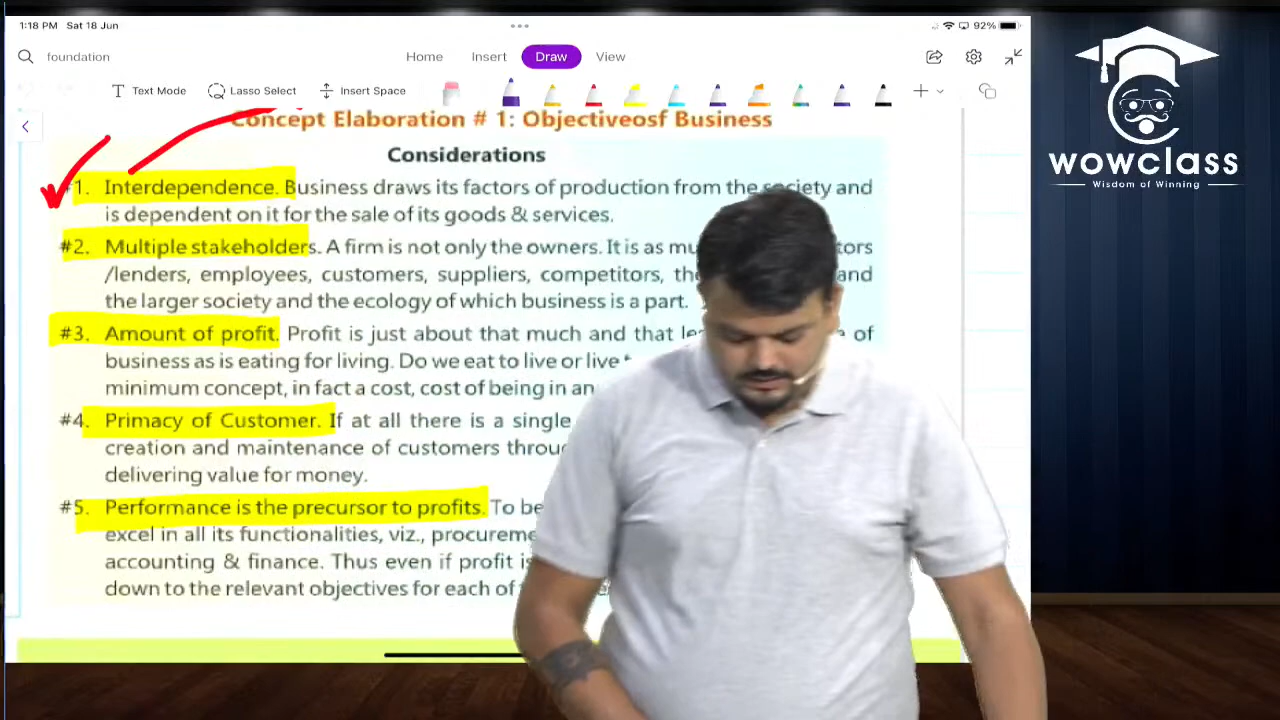 1:18 PM Sat 18 Jun
92%
foundation
Home Insert Draw View
Text Mode Lasso Select Insert Space
Concept Elaboration # 1: Objectiveosf Business
Considerations
#1. Interdependence. Business draws its factors of production from the society and
is dependent on it for the sale of its goods & services.
#2. Multiple stakeholders. A firm is not only the owners. It is as
/lenders, employees, customers, suppliers, competitors, and
the larger society and the ecology of which business is a part.
#3. Amount of profit. Profit is just about that much and that of
business as is eating for living. Do we eat to live or live
minimum concept, in fact a cost, cost of being in
#4. Primacy of Customer. If at all there is a single
creation and maintenance of customers
delivering value for money.
#5. Performance is the precursor to profits. To be
excel in all its functionalities, viz.,
accounting & finance. Thus even if profit is
down to the relevant objectives for each of
wowclass
Wisdom of Winning